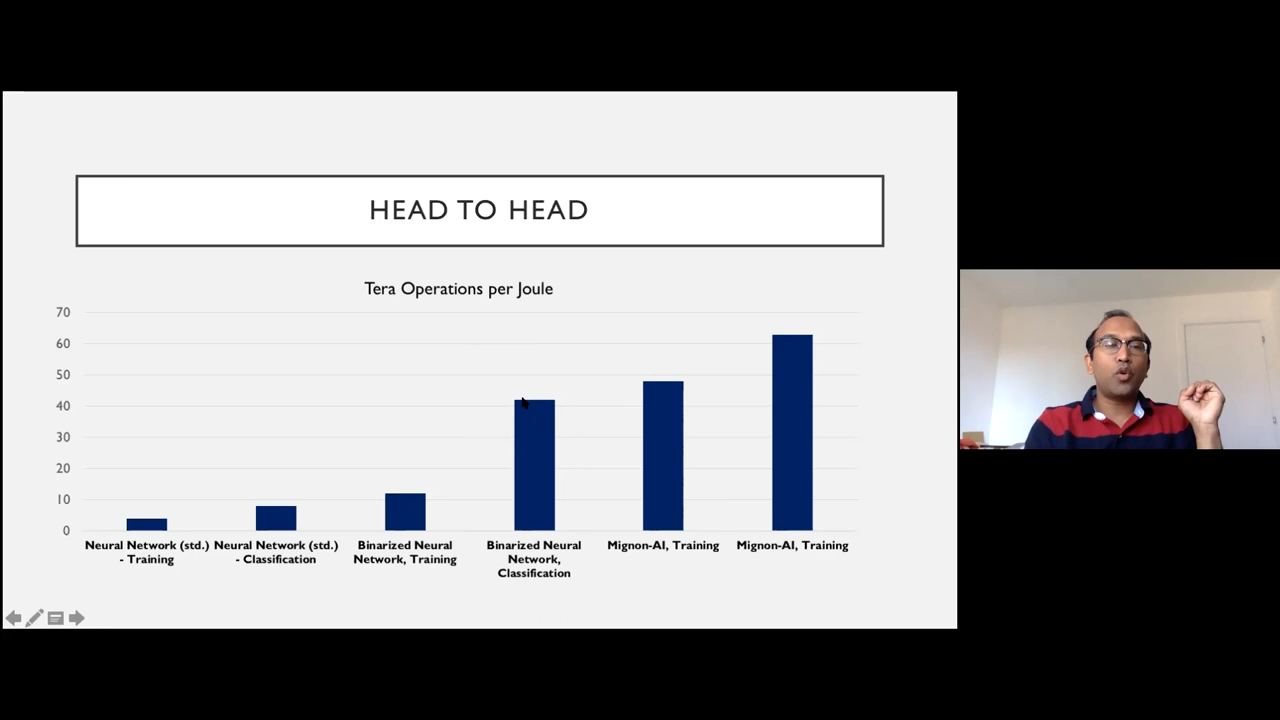 HEAD TO HEAD
Tera Operations per Joule
70
60
50
40
30
20
10
0
Neural Network (std.)
- Training
Neural Network (std.)
- Classification
Binarized Neural
Network, Training
Binarized Neural
Network,
Classification
Mignon-AI, Training
Mignon-AI, Training